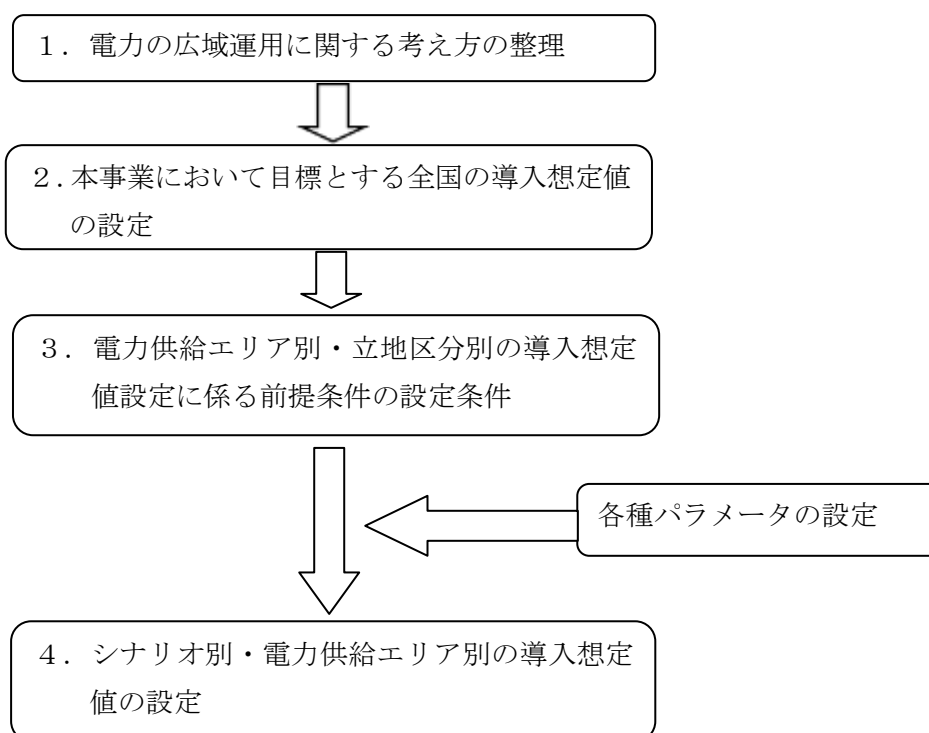 １．電力の広域運用に関する考え方の整理
２.本事業において目標とする全国の導入想定値
の設定
３．電力供給エリア別・立地区分別の導入想定
値設定に係る前提条件の設定条件
各種パラメータの設定
４．シナリオ別・電力供給エリア別の導入想定
値の設定